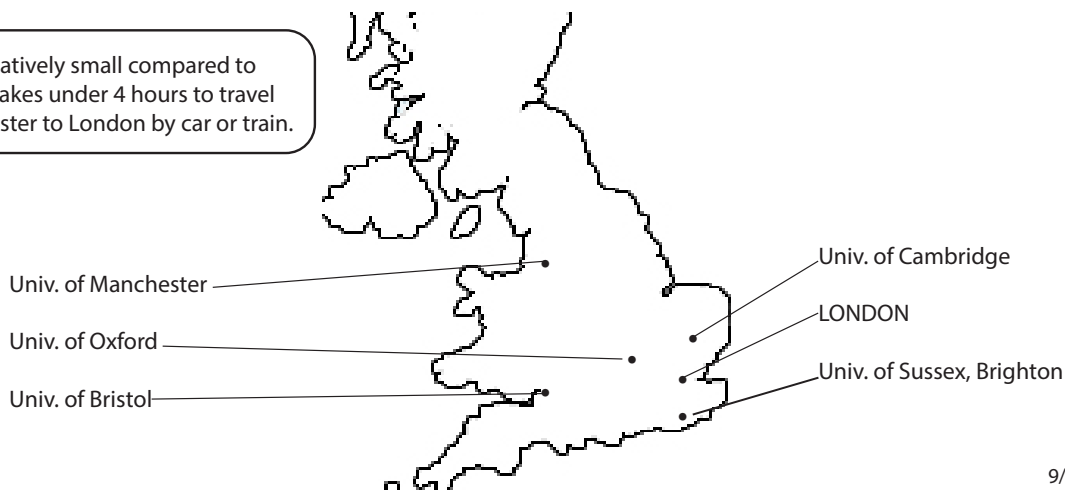 atively small compared to
akes under 4 hours to travel
ster to London by car or train.
Univ. of Manchester
Univ. of Oxford
Univ. of Bristol
Univ. of Cambridge
LONDON
Univ. of Sussex, Brighton
9/